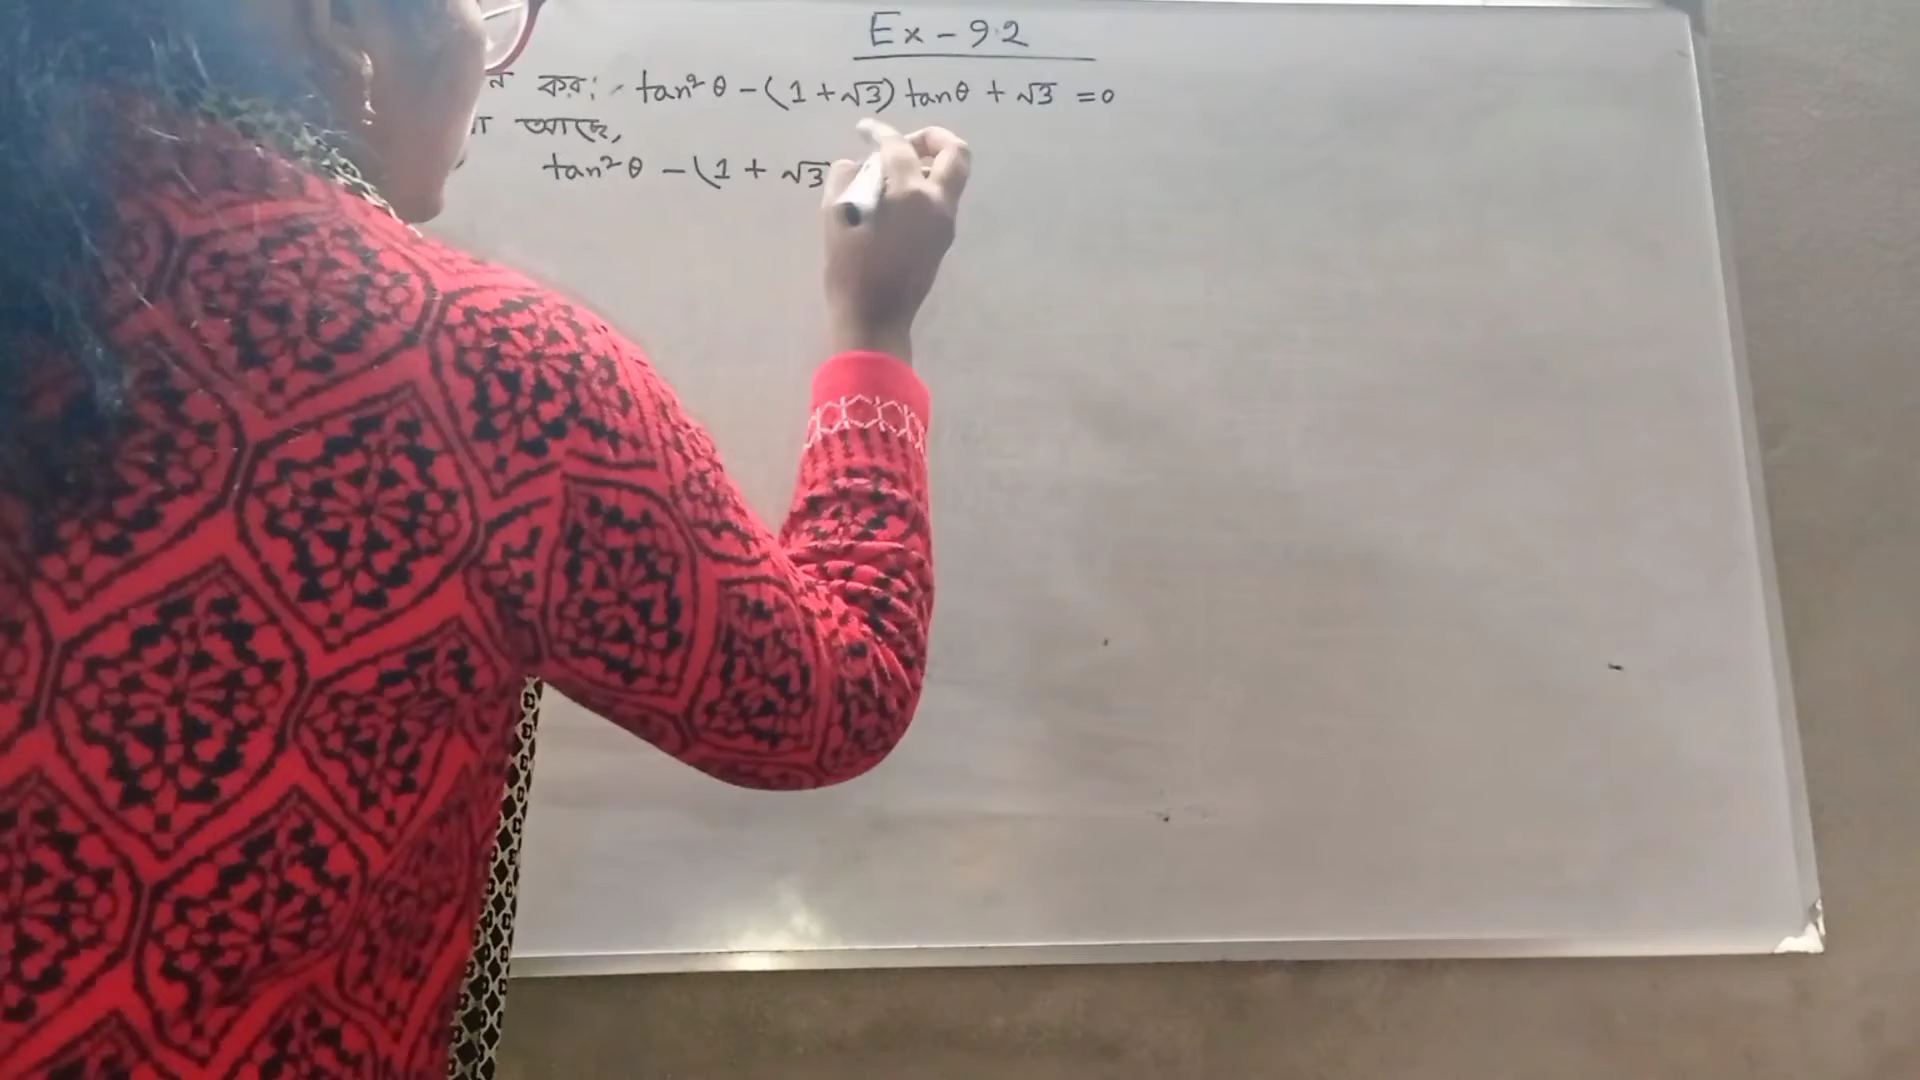 Ex - 9.2
কর: tan²θ - (1 + √3) tanθ + √3 = 0
আছে,
tan²θ - (1 + √3